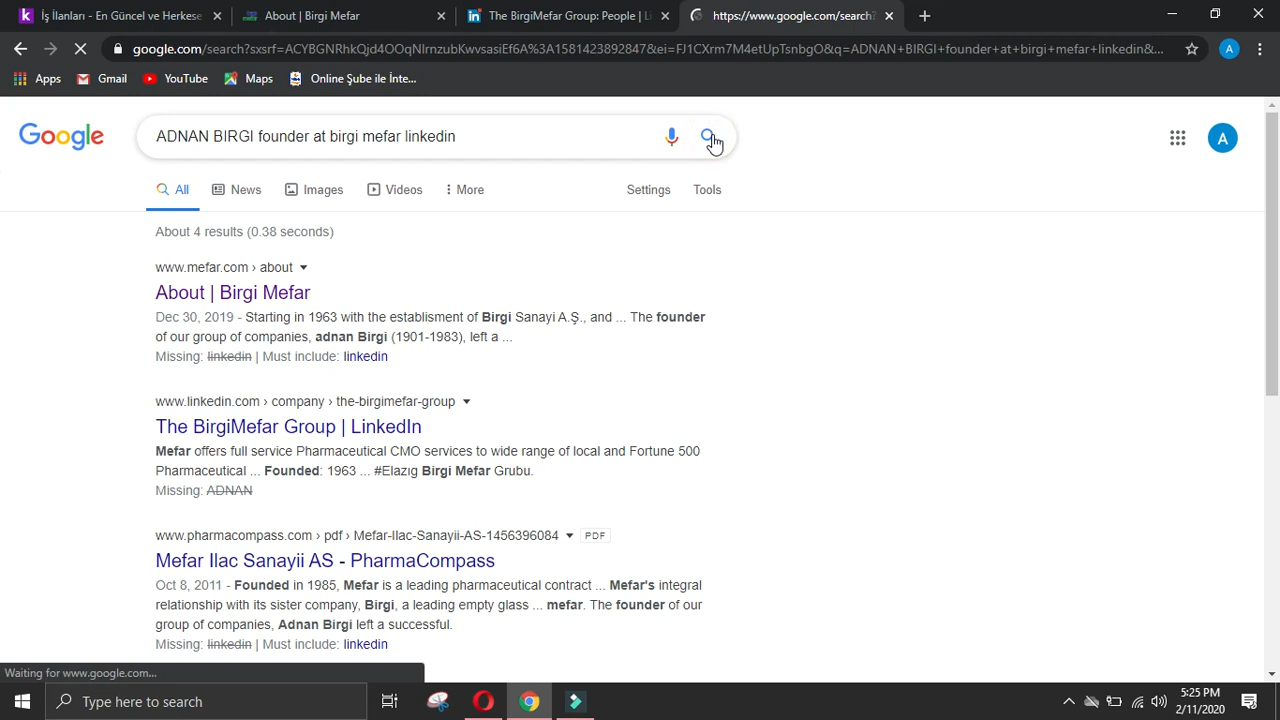 İş İlanları - En Güncel ve Herkese
About | Birgi Mefar
The BirgiMefar Group: People | Li
https://www.google.com/search?
google.com/search?sxsrf=ACYBGNRhkQjd4OOqNlrnzubKwvsasiEf6A%3A1581423892847&ei=FJ1CXrm7M4etUpTsnbgO&q=ADNAN+BIRGI+founder+at+birgi+mefar+linkedin&...
Apps
Gmail
YouTube
Maps
Online Şube ile İnte...
Google
ADNAN BIRGI founder at birgi mefar linkedin
A
All
News
Images
Videos
More
Settings
Tools
About 4 results (0.38 seconds)
www.mefar.com › about
About | Birgi Mefar
Dec 30, 2019 - Starting in 1963 with the establisment of Birgi Sanayi A.Ş., and ... The founder
of our group of companies, adnan Birgi (1901-1983), left a ...
Missing: linkedin | Must include: linkedin
www.linkedin.com › company › the-birgimefar-group
The BirgiMefar Group | LinkedIn
Mefar offers full service Pharmaceutical CMO services to wide range of local and Fortune 500
Pharmaceutical ... Founded: 1963 ... #Elazıg Birgi Mefar Grubu.
Missing: ADNAN
www.pharmacompass.com › pdf › Mefar-Ilac-Sanayii-AS-1456396084
PDF
Mefar Ilac Sanayii AS - PharmaCompass
Oct 8, 2011 - Founded in 1985, Mefar is a leading pharmaceutical contract ... Mefar's integral
relationship with its sister company, Birgi, a leading empty glass ... mefar. The founder of our
group of companies, Adnan Birgi left a successful.
Missing: linkedin | Must include: linkedin
Waiting for www.google.com...
Type here to search
5:25 PM
2/11/2020